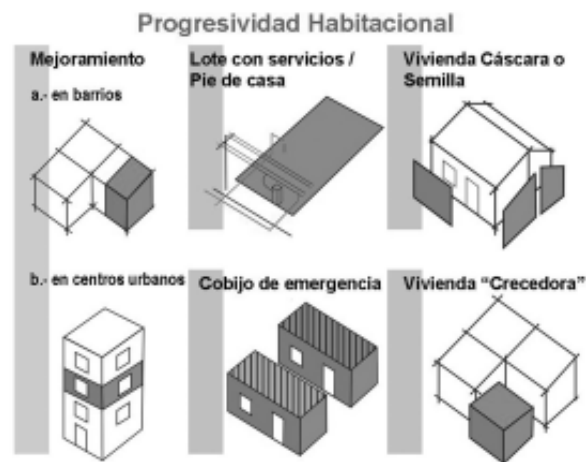 Progresividad Habitacional
Mejoramiento
a.- en barrios
Lote con servicios /
Pie de casa
Vivienda Cáscara o
Semilla
b.- en centros urbanos
Cobijo de emergencia
Vivienda "Crecedora"